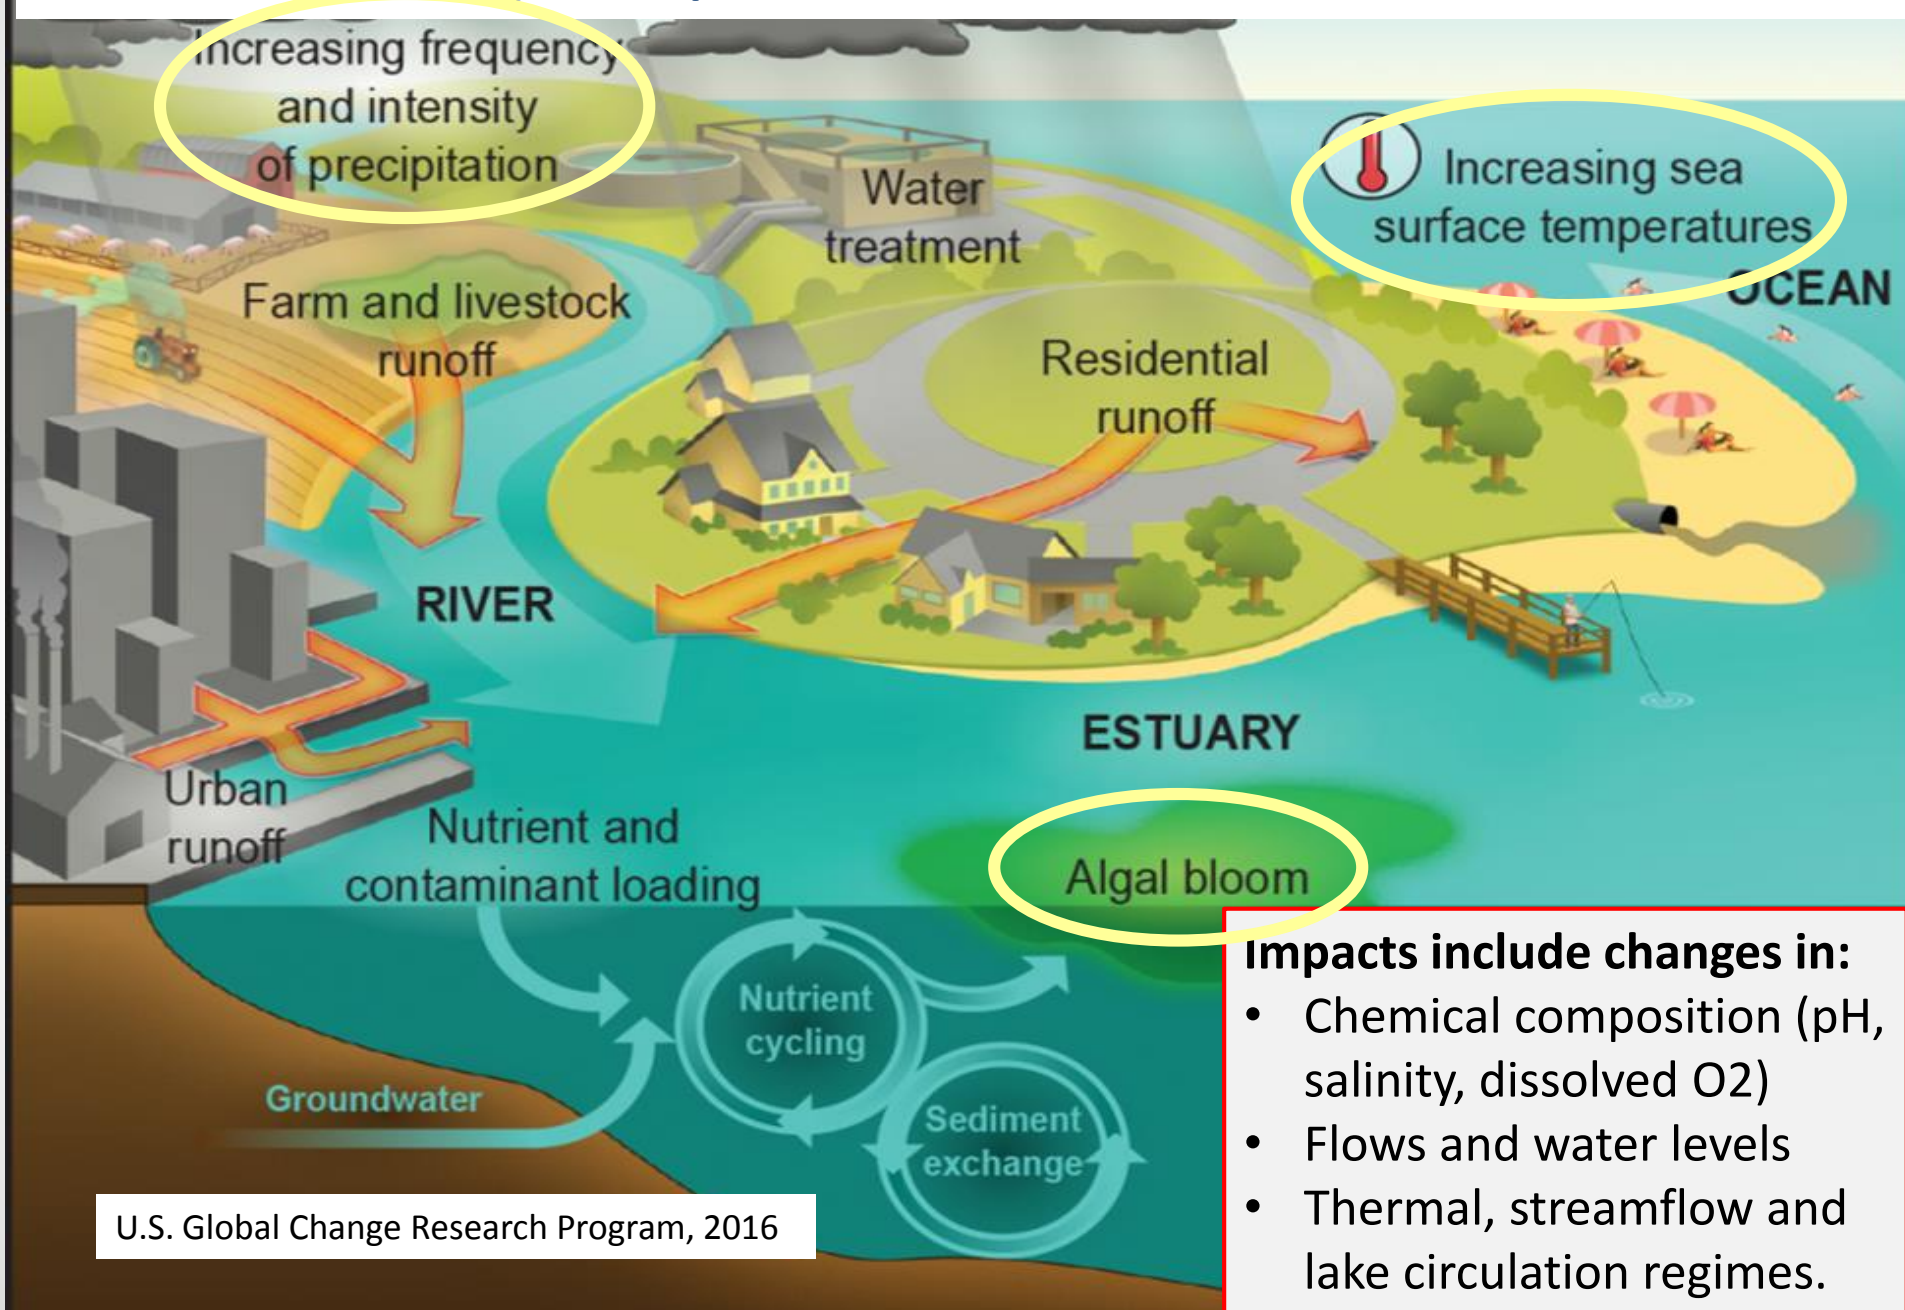 Increasing frequency
and intensity
of precipitation
Water
treatment
Increasing sea
surface temperatures
OCEAN
Farm and livestock
runoff
Residential
runoff
RIVER
ESTUARY
Urban
runoff
Nutrient and
contaminant loading
Algal bloom
Nutrient
cycling
Groundwater
Sediment
exchange
U.S. Global Change Research Program, 2016
Impacts include changes in:
• Chemical composition (pH,
salinity, dissolved O2)
• Flows and water levels
• Thermal, streamflow and
lake circulation regimes.